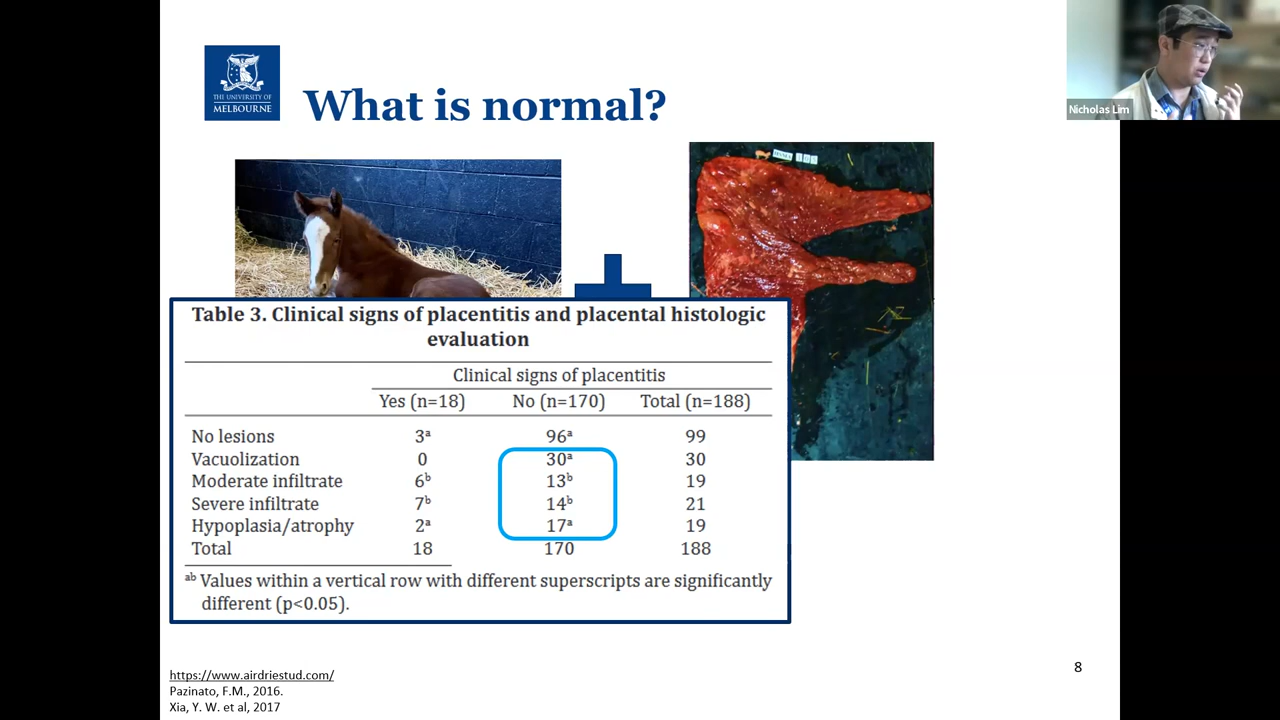 THE UNIVERSITY OF
MELBOURNE
What is normal?
Nicholas Lim
Table 3. Clinical signs of placentitis and placental histologic
evaluation
Clinical signs of placentitis
Yes (n=18) No (n=170) Total (n=188)
No lesions 3ᵃ 96ᵃ 99
Vacuolization 0 30ᵃ 30
Moderate infiltrate 6ᵇ 13ᵇ 19
Severe infiltrate 7ᵇ 14ᵇ 21
Hypoplasia/atrophy 2ᵃ 17ᵃ 19
Total 18 170 188
ᵃᵇ Values within a vertical row with different superscripts are significantly
different (p<0.05).
8
https://www.airdriestud.com/
Pazinato, F.M., 2016.
Xia, Y. W. et al, 2017